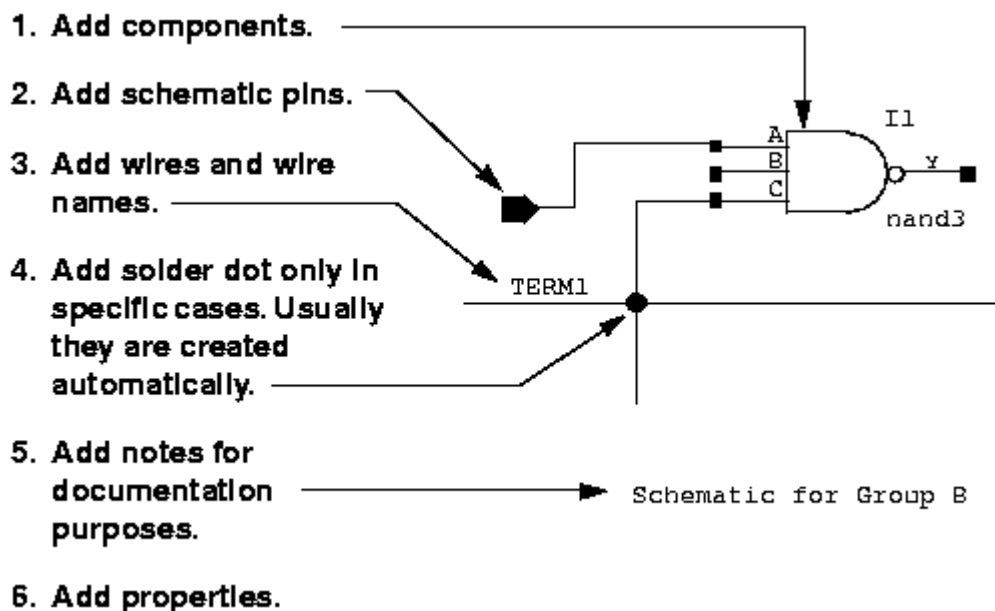 1. Add components.
2. Add schematic pins.
3. Add wires and wire
names.
4. Add solder dot only in
specific cases. Usually
they are created
automatically.
5. Add notes for
documentation
purposes.
6. Add properties.
I1
A
B
C
Y
nand3
TERM1
Schematic for Group B